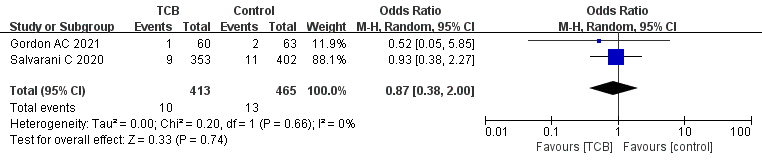 TCB Control Odds Ratio Odds Ratio
Study or Subgroup Events Total Events Total Weight M-H, Random, 95% CI M-H, Random, 95% CI
Gordon AC 2021 1 60 2 63 11.9% 0.52 [0.05, 5.85]
Salvarani C 2020 9 353 11 402 88.1% 0.93 [0.38, 2.27]
Total (95% CI) 413 465 100.0% 0.87 [0.38, 2.00]
Total events 10 13
Heterogeneity: Tau² = 0.00; Chi² = 0.20, df = 1 (P = 0.66); I² = 0%
Test for overall effect: Z = 0.33 (P = 0.74)
0.01 0.1 1 10 100
Favours [TCB] Favours [control]